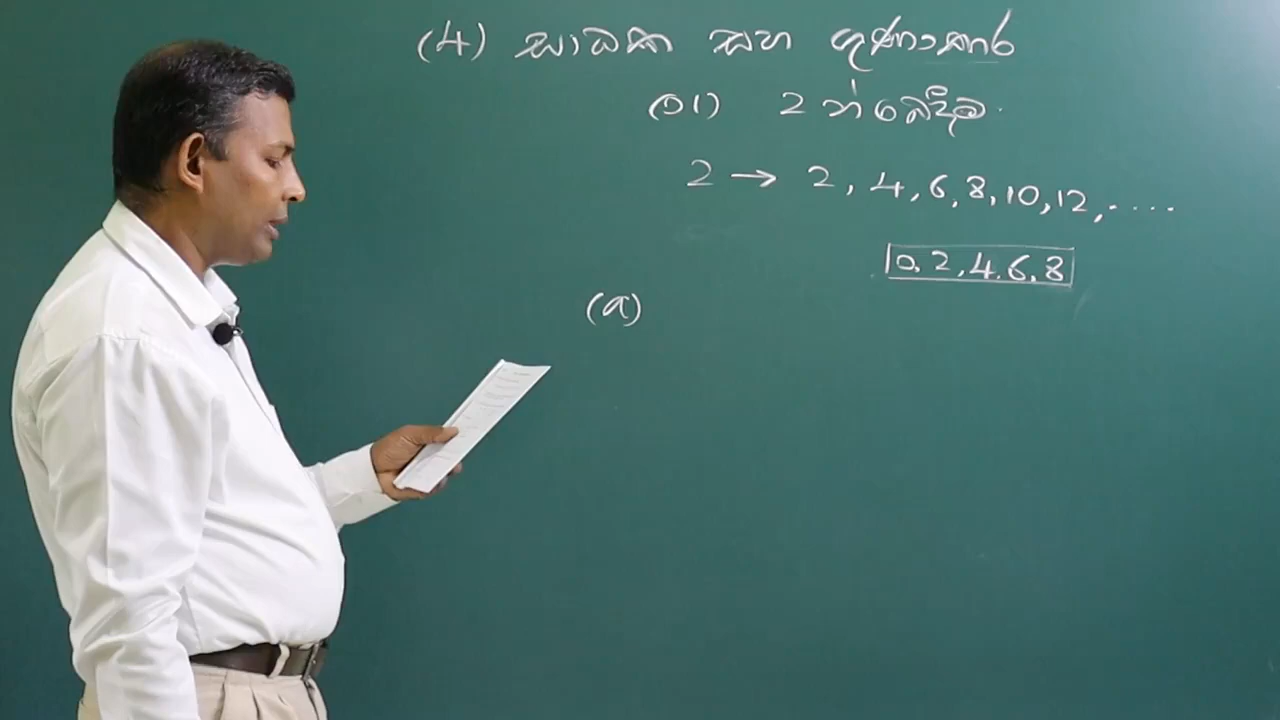 (4) සාධක සහ ගුණාකාර
(01) 2 න් බෙදීම.
2 → 2, 4, 6, 8, 10, 12, .....
0, 2, 4, 6, 8
(a)